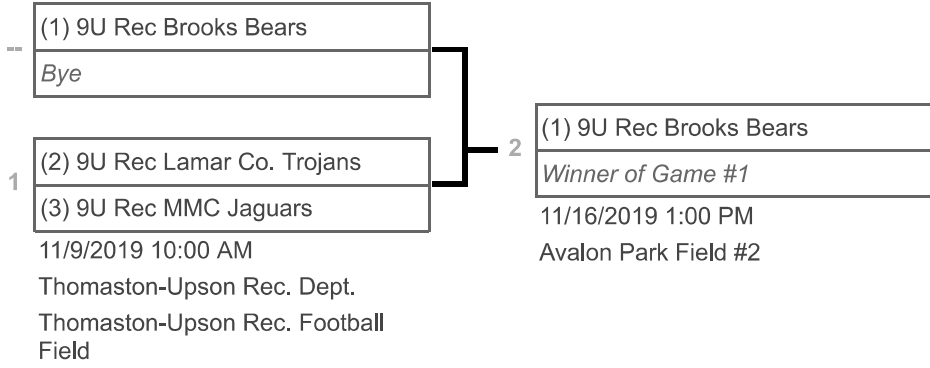 (1) 9U Rec Brooks Bears
--
Bye
(2) 9U Rec Lamar Co. Trojans
1
(3) 9U Rec MMC Jaguars
11/9/2019 10:00 AM
Thomaston-Upson Rec. Dept.
Thomaston-Upson Rec. Football
Field
(1) 9U Rec Brooks Bears
2
Winner of Game #1
11/16/2019 1:00 PM
Avalon Park Field #2